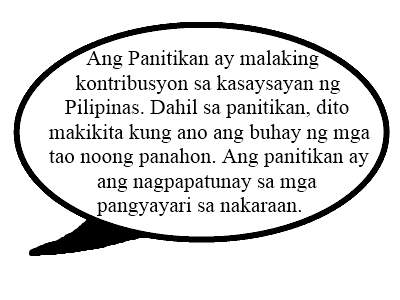 Ang Panitikan ay malaking
kontribusyon sa kasaysayan ng
Pilipinas. Dahil sa panitikan, dito
makikita kung ano ang buhay ng mga
tao noong panahon. Ang panitikan ay
ang nagpapatunay sa mga
pangyayari sa nakaraan.